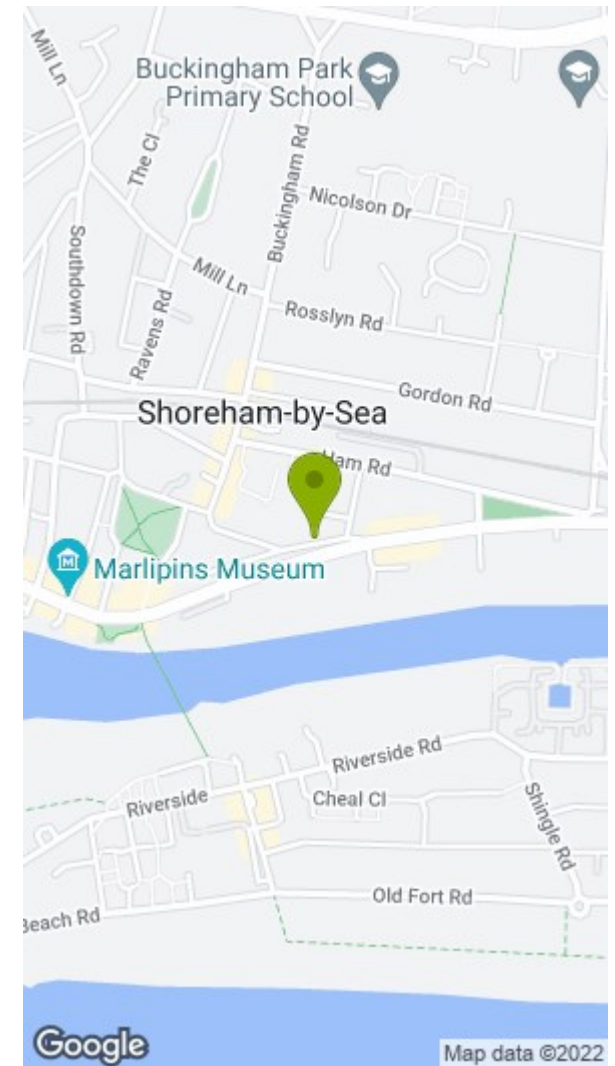 Mill Ln
Buckingham Park
Primary School
The Cl
Buckingham Rd
Nicolson Dr
Southdown Rd
Mill Ln
Ravens Rd
Rosslyn Rd
Gordon Rd
Shoreham-by-Sea
Ham Rd
Marlipins Museum
Riverside Rd
Riverside
Cheal Cl
Shingle Rd
Old Fort Rd
Beach Rd
Google
Map data ©2022